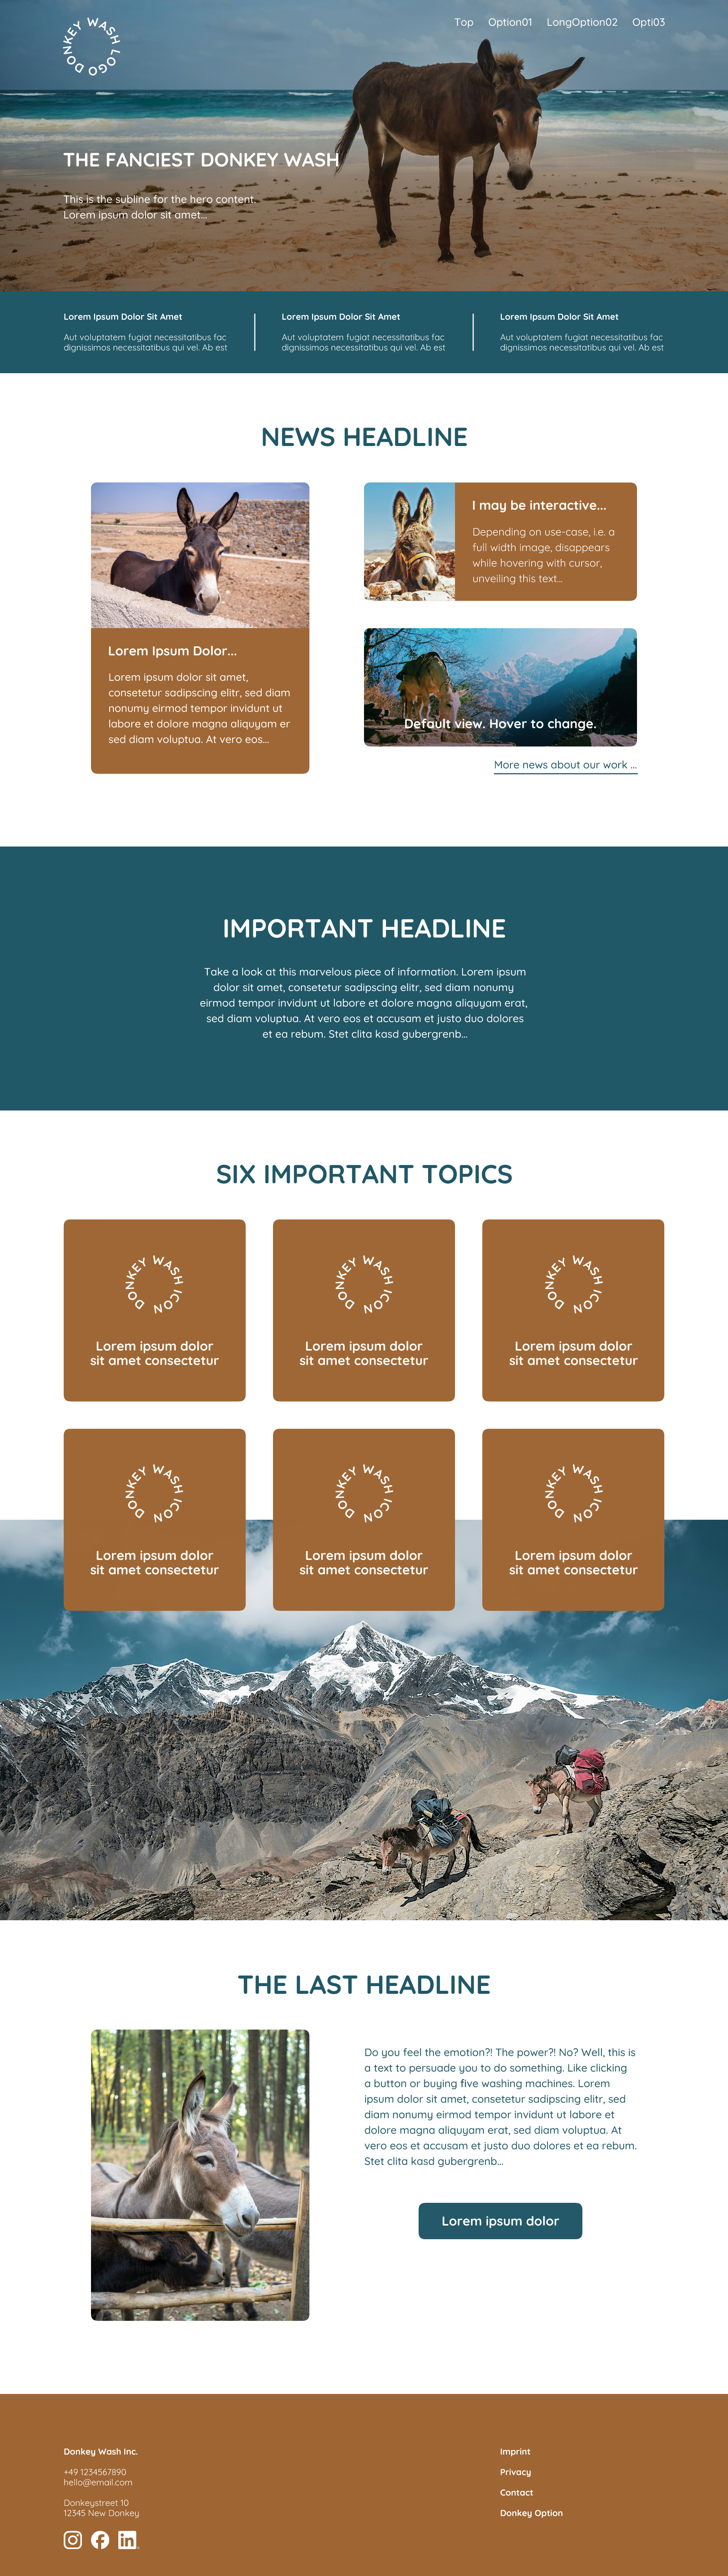 DONKEY WASH LOGO
Top Option01 LongOption02 Opti03
THE FANCIEST DONKEY WASH
This is the subline for the hero content.
Lorem ipsum dolor sit amet...
Lorem Ipsum Dolor Sit Amet
Aut voluptatem fugiat necessitatibus fac
dignissimos necessitatibus qui vel. Ab est
Lorem Ipsum Dolor Sit Amet
Aut voluptatem fugiat necessitatibus fac
dignissimos necessitatibus qui vel. Ab est
Lorem Ipsum Dolor Sit Amet
Aut voluptatem fugiat necessitatibus fac
dignissimos necessitatibus qui vel. Ab est
NEWS HEADLINE
Lorem Ipsum Dolor...
Lorem ipsum dolor sit amet,
consetetur sadipscing elitr, sed diam
nonumy eirmod tempor invidunt ut
labore et dolore magna aliquyam er
sed diam voluptua. At vero eos...
I may be interactive...
Depending on use-case, i.e. a
full width image, disappears
while hovering with cursor,
unveiling this text...
Default view. Hover to change.
More news about our work ...
IMPORTANT HEADLINE
Take a look at this marvelous piece of information. Lorem ipsum
dolor sit amet, consetetur sadipscing elitr, sed diam nonumy
eirmod tempor invidunt ut labore et dolore magna aliquyam erat,
sed diam voluptua. At vero eos et accusam et justo duo dolores
et ea rebum. Stet clita kasd gubergrenb...
SIX IMPORTANT TOPICS
DONKEY WASH ICON
Lorem ipsum dolor
sit amet consectetur
DONKEY WASH ICON
Lorem ipsum dolor
sit amet consectetur
DONKEY WASH ICON
Lorem ipsum dolor
sit amet consectetur
DONKEY WASH ICON
Lorem ipsum dolor
sit amet consectetur
DONKEY WASH ICON
Lorem ipsum dolor
sit amet consectetur
DONKEY WASH ICON
Lorem ipsum dolor
sit amet consectetur
THE LAST HEADLINE
Do you feel the emotion?! The power?! No? Well, this is
a text to persuade you to do something. Like clicking
a button or buying five washing machines. Lorem
ipsum dolor sit amet, consetetur sadipscing elitr, sed
diam nonumy eirmod tempor invidunt ut labore et
dolore magna aliquyam erat, sed diam voluptua. At
vero eos et accusam et justo duo dolores et ea rebum.
Stet clita kasd gubergrenb...
Lorem ipsum dolor
Donkey Wash Inc.
+49 1234567890
hello@email.com
Donkeystreet 10
12345 New Donkey
in
Imprint
Privacy
Contact
Donkey Option